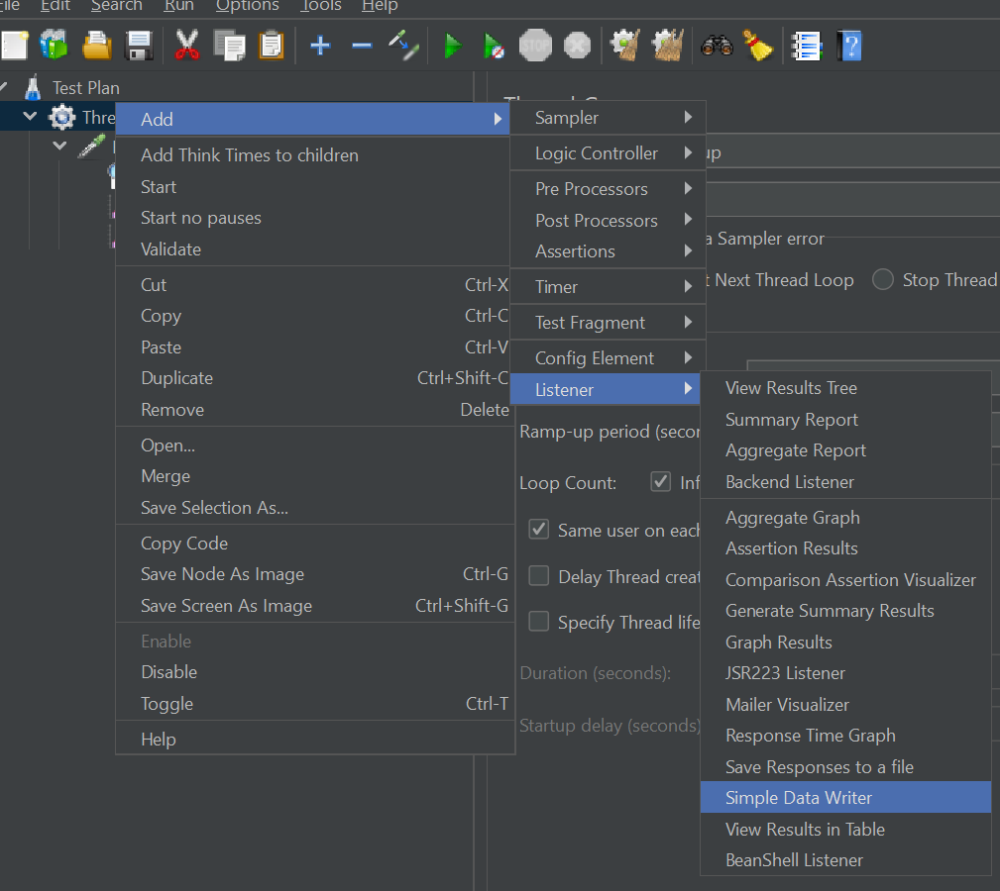 Edit Search Run Options Tools Help
STOP
Test Plan
Thre
Add
Add Think Times to children
Start
Start no pauses
Validate
Cut Ctrl-X
Copy Ctrl-C
Paste Ctrl-V
Duplicate Ctrl+Shift-C
Remove Delete
Open...
Merge
Save Selection As...
Copy Code
Save Node As Image Ctrl-G
Save Screen As Image Ctrl+Shift-G
Enable
Disable
Toggle Ctrl-T
Help
Sampler
Logic Controller
Pre Processors
Post Processors
Assertions
Timer
Test Fragment
Config Element
Listener
up
a Sampler error
t Next Thread Loop Stop Thread
Ramp-up period (secon
Loop Count: Inf
Same user on each
Delay Thread creat
Specify Thread life
Duration (seconds):
Startup delay (seconds)
View Results Tree
Summary Report
Aggregate Report
Backend Listener
Aggregate Graph
Assertion Results
Comparison Assertion Visualizer
Generate Summary Results
Graph Results
JSR223 Listener
Mailer Visualizer
Response Time Graph
Save Responses to a file
Simple Data Writer
View Results in Table
BeanShell Listener